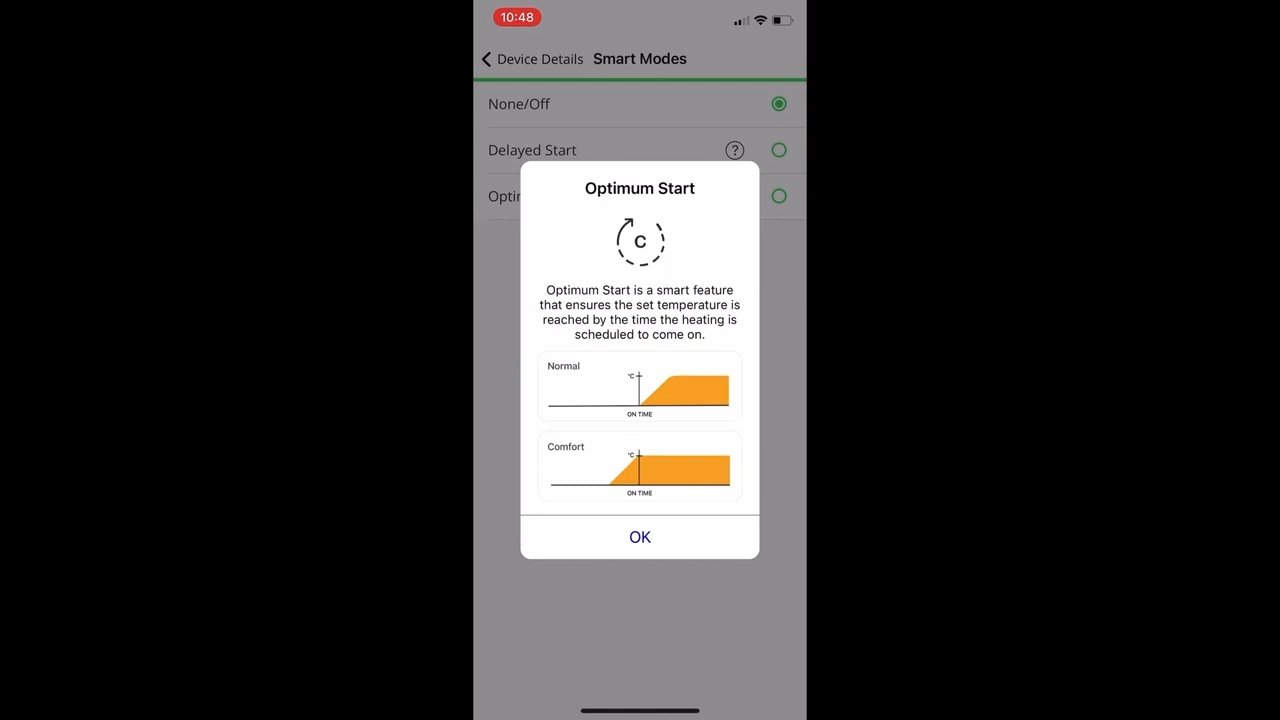 10:48
Device Details Smart Modes
None/Off
Delayed Start ?
Opti
Optimum Start
C
Optimum Start is a smart feature
that ensures the set temperature is
reached by the time the heating is
scheduled to come on.
Normal
°C
ON TIME
Comfort
°C
ON TIME
OK